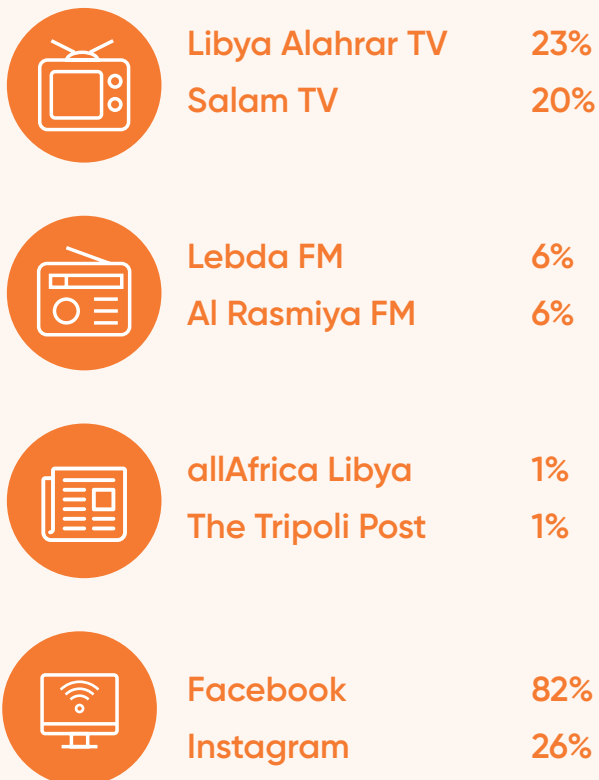 Libya Alahrar TV 23%
Salam TV 20%
Lebda FM 6%
Al Rasmiya FM 6%
allAfrica Libya 1%
The Tripoli Post 1%
Facebook 82%
Instagram 26%